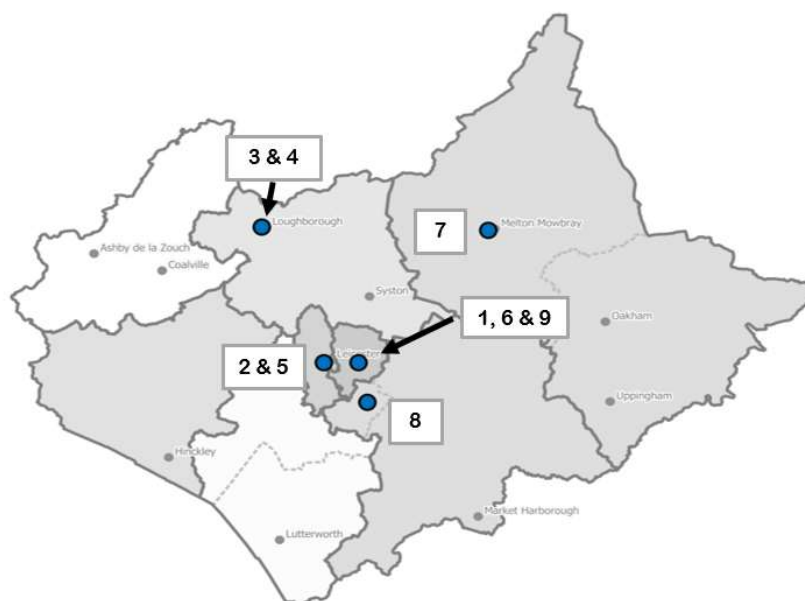 3 & 4
Loughborough
7
Melton Mowbray
Ashby de la Zouch
Coalville
Syston
1, 6 & 9
Oakham
2 & 5
Leicester
8
Uppingham
Hinckley
Market Harborough
Lutterworth